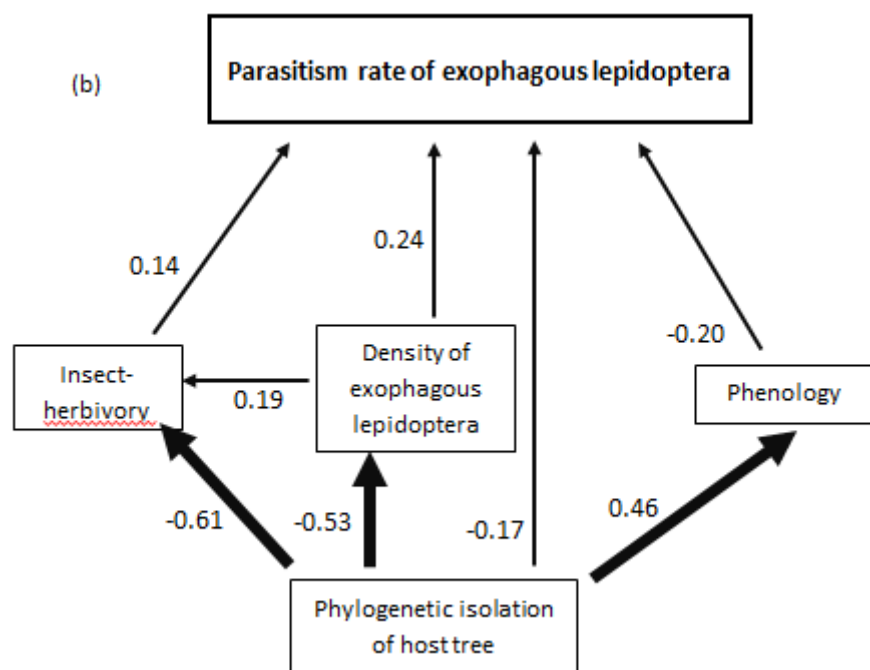 Parasitism rate of exophagous lepidoptera
(b)
0.14
0.24
-0.20
Insect-
herbivory
0.19
Density of
exophagous
lepidoptera
Phenology
-0.61
-0.53
-0.17
0.46
Phylogenetic isolation
of host tree